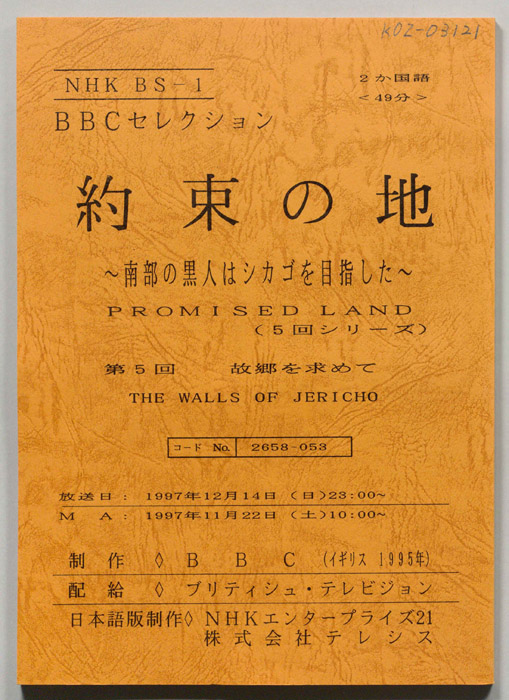 KOZ-03121
NHK BS-1
2か国語
<49分>
BBCセレクション
約束の地
〜南部の黒人はシカゴを目指した〜
PROMISED LAND
(5回シリーズ)
第5回 故郷を求めて
THE WALLS OF JERICHO
コード No. 2658-053
放送日: 1997年12月14日(日)23:00~
MA: 1997年11月22日(土)10:00~
制作◇BBC(イギリス 1995年)
配給◇ブリティシュ・テレビジョン
日本語版制作◇NHKエンタープライズ21
株式会社テレシス